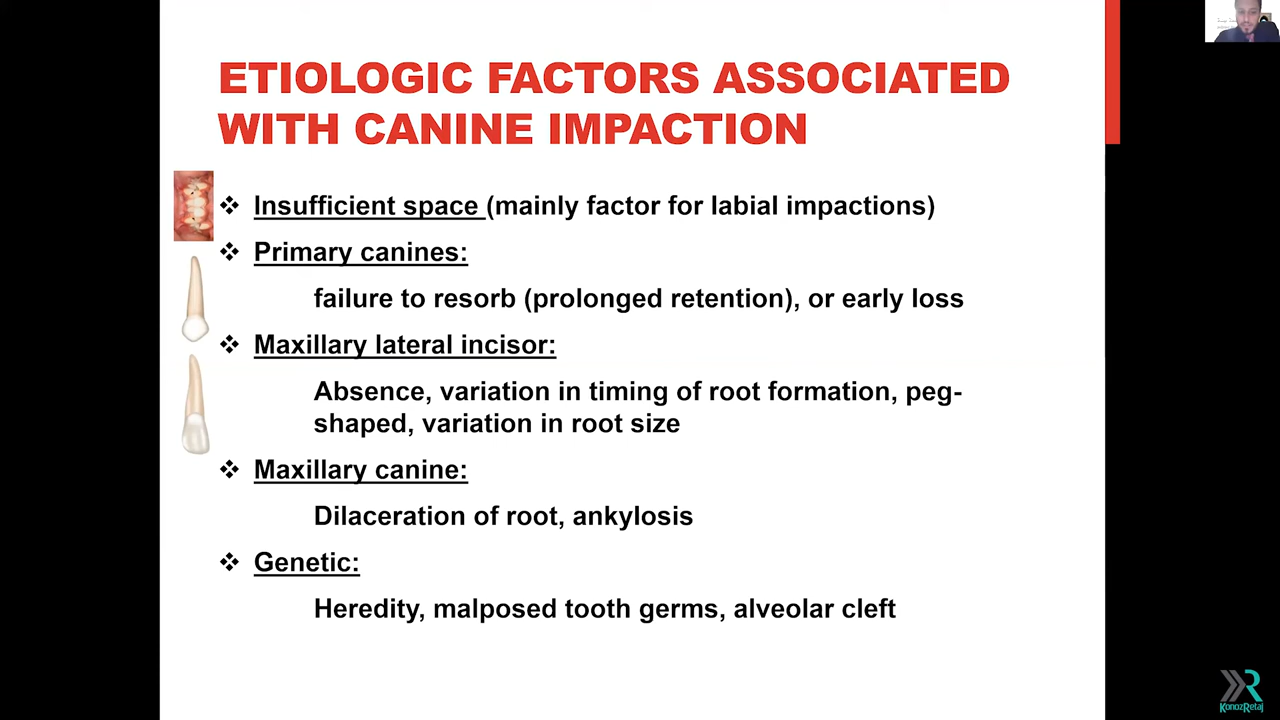 ETIOLOGIC FACTORS ASSOCIATED
WITH CANINE IMPACTION
❖ Insufficient space (mainly factor for labial impactions)
❖ Primary canines:
failure to resorb (prolonged retention), or early loss
❖ Maxillary lateral incisor:
Absence, variation in timing of root formation, peg-
shaped, variation in root size
❖ Maxillary canine:
Dilaceration of root, ankylosis
❖ Genetic:
Heredity, malposed tooth germs, alveolar cleft
KonozRetaj